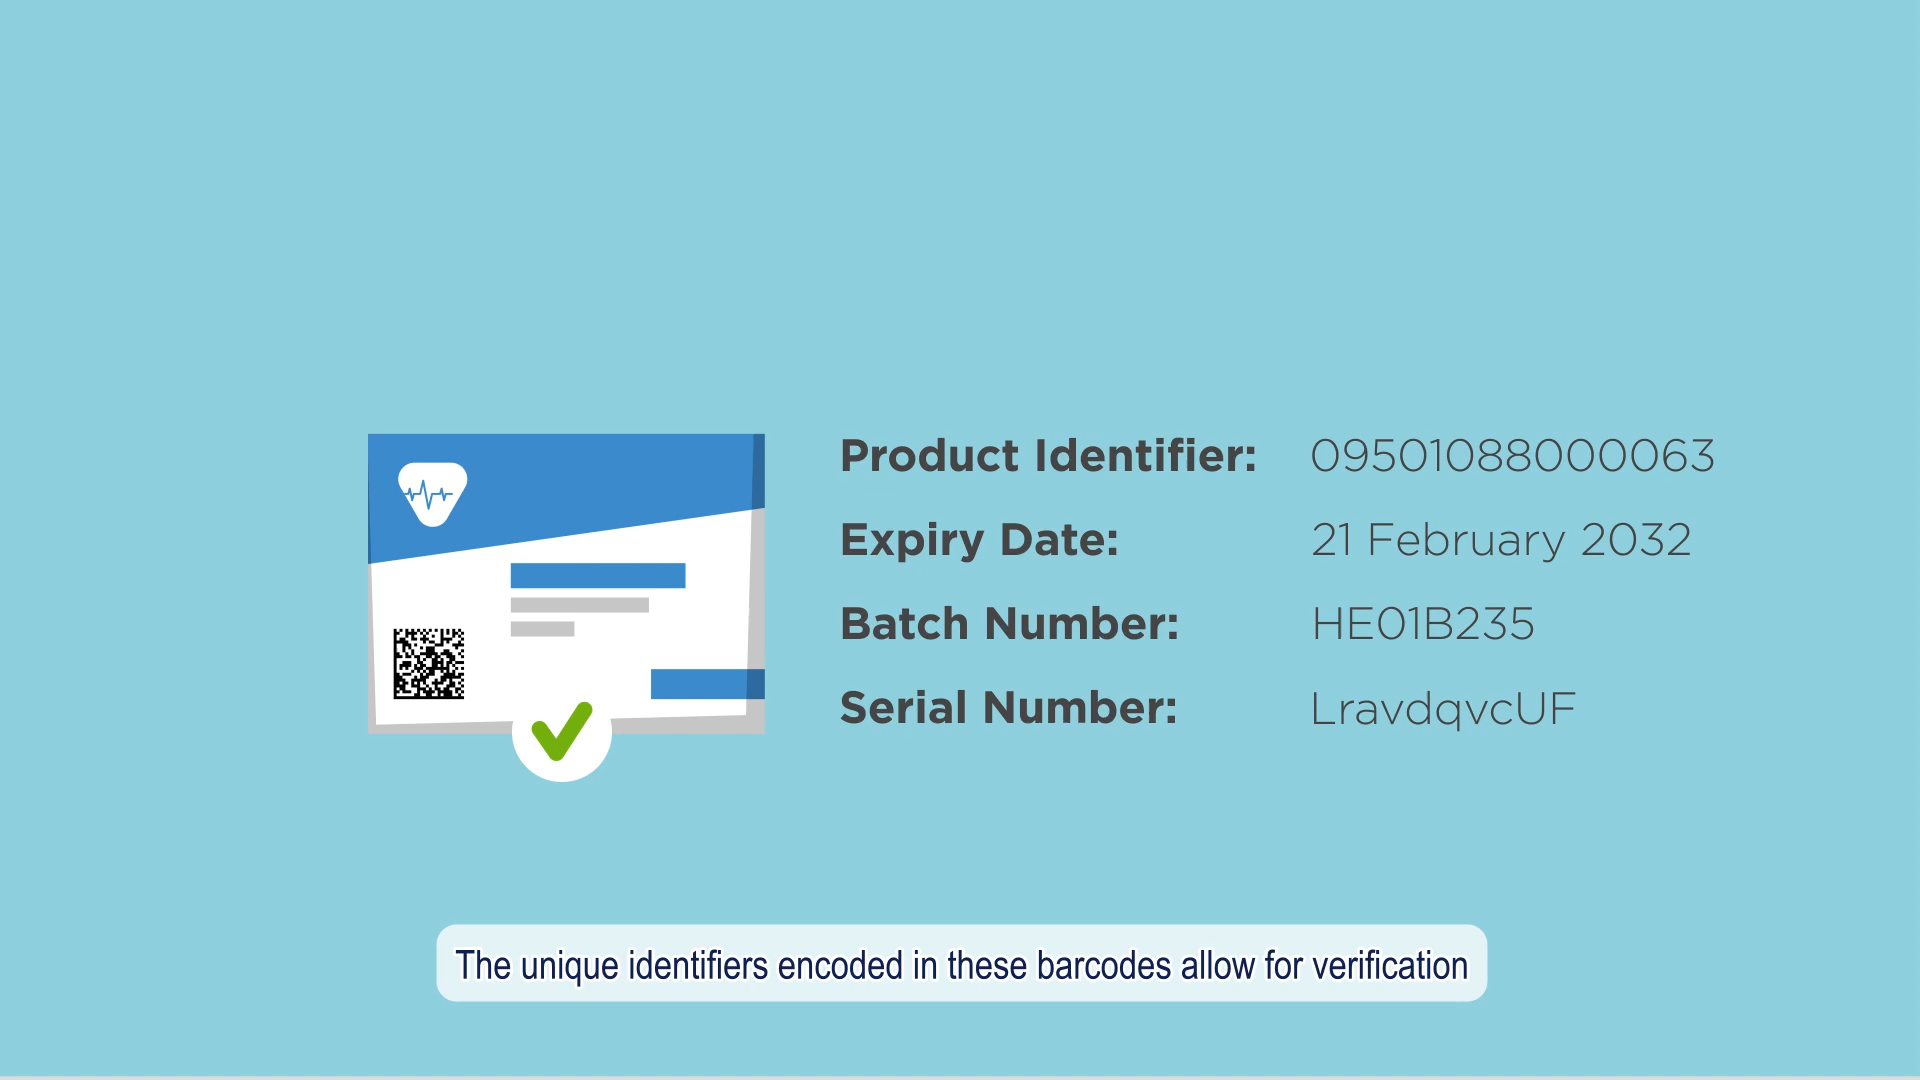 Product Identifier: 09501088000063
Expiry Date: 21 February 2032
Batch Number: HE01B235
Serial Number: LravdqvcUF
The unique identifiers encoded in these barcodes allow for verification